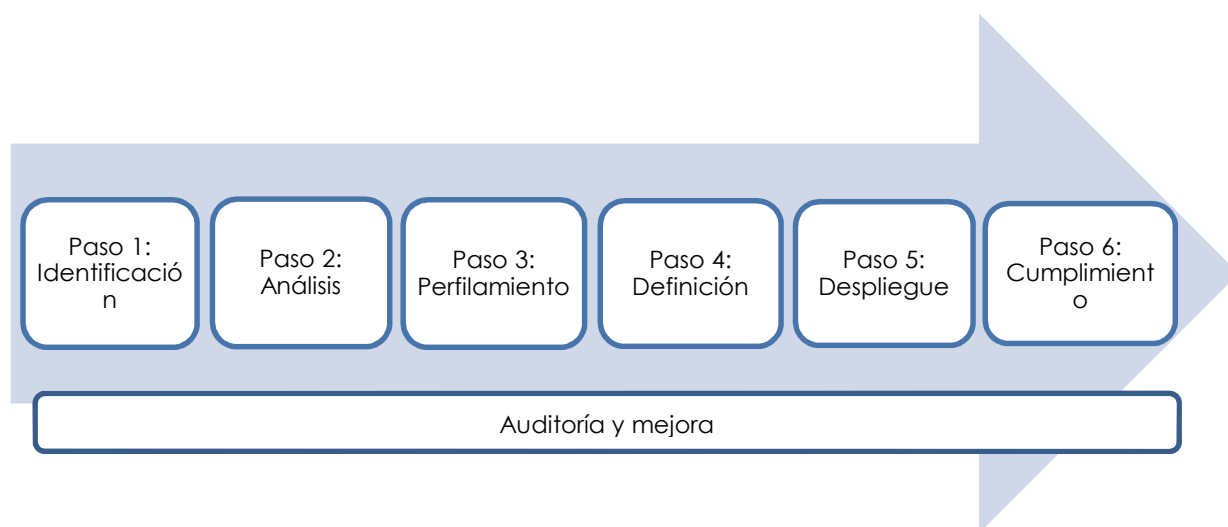 Paso 1:
Identificació
n
Paso 2:
Análisis
Paso 3:
Perfilamiento
Paso 4:
Definición
Paso 5:
Despliegue
Paso 6:
Cumplimient
o
Auditoría y mejora